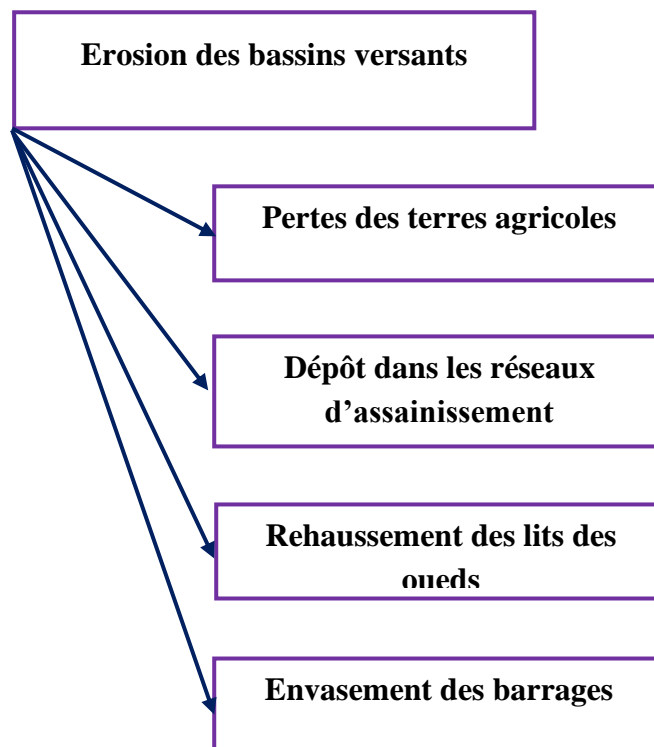 Erosion des bassins versants
Pertes des terres agricoles
Dépôt dans les réseaux
d’assainissement
Rehaussement des lits des
oueds
Envasement des barrages